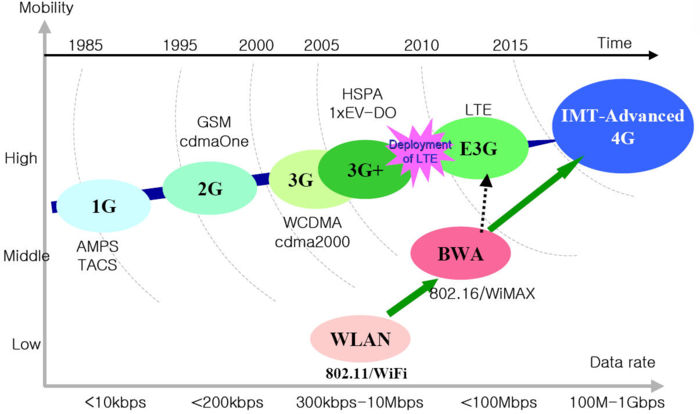 Mobility
1985 1995 2000 2005 2010 2015 Time
HSPA
1xEV-DO
LTE
IMT-Advanced
4G
GSM
cdmaOne
Deployment
of LTE
E3G
High
1G
2G
3G
3G+
AMPS
TACS
WCDMA
cdma2000
Middle
BWA
802.16/WiMAX
Low
WLAN
802.11/WiFi
Data rate
<10kbps <200kbps 300kbps-10Mbps <100Mbps 100M-1Gbps